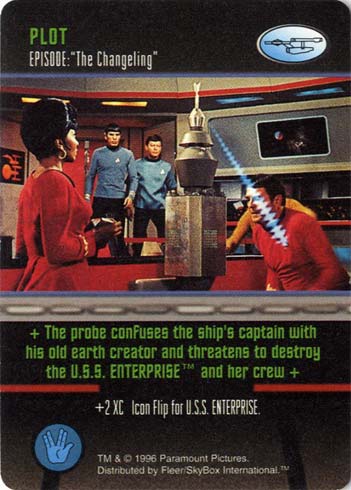 PLOT
EPISODE: "The Changeling"
+ The probe confuses the ship's captain with
his old earth creator and threatens to destroy
the U.S.S. ENTERPRISE™ and her crew +
+2 XC Icon Flip for U.S.S. ENTERPRISE.
TM & © 1996 Paramount Pictures.
Distributed by Fleer/SkyBox International.™